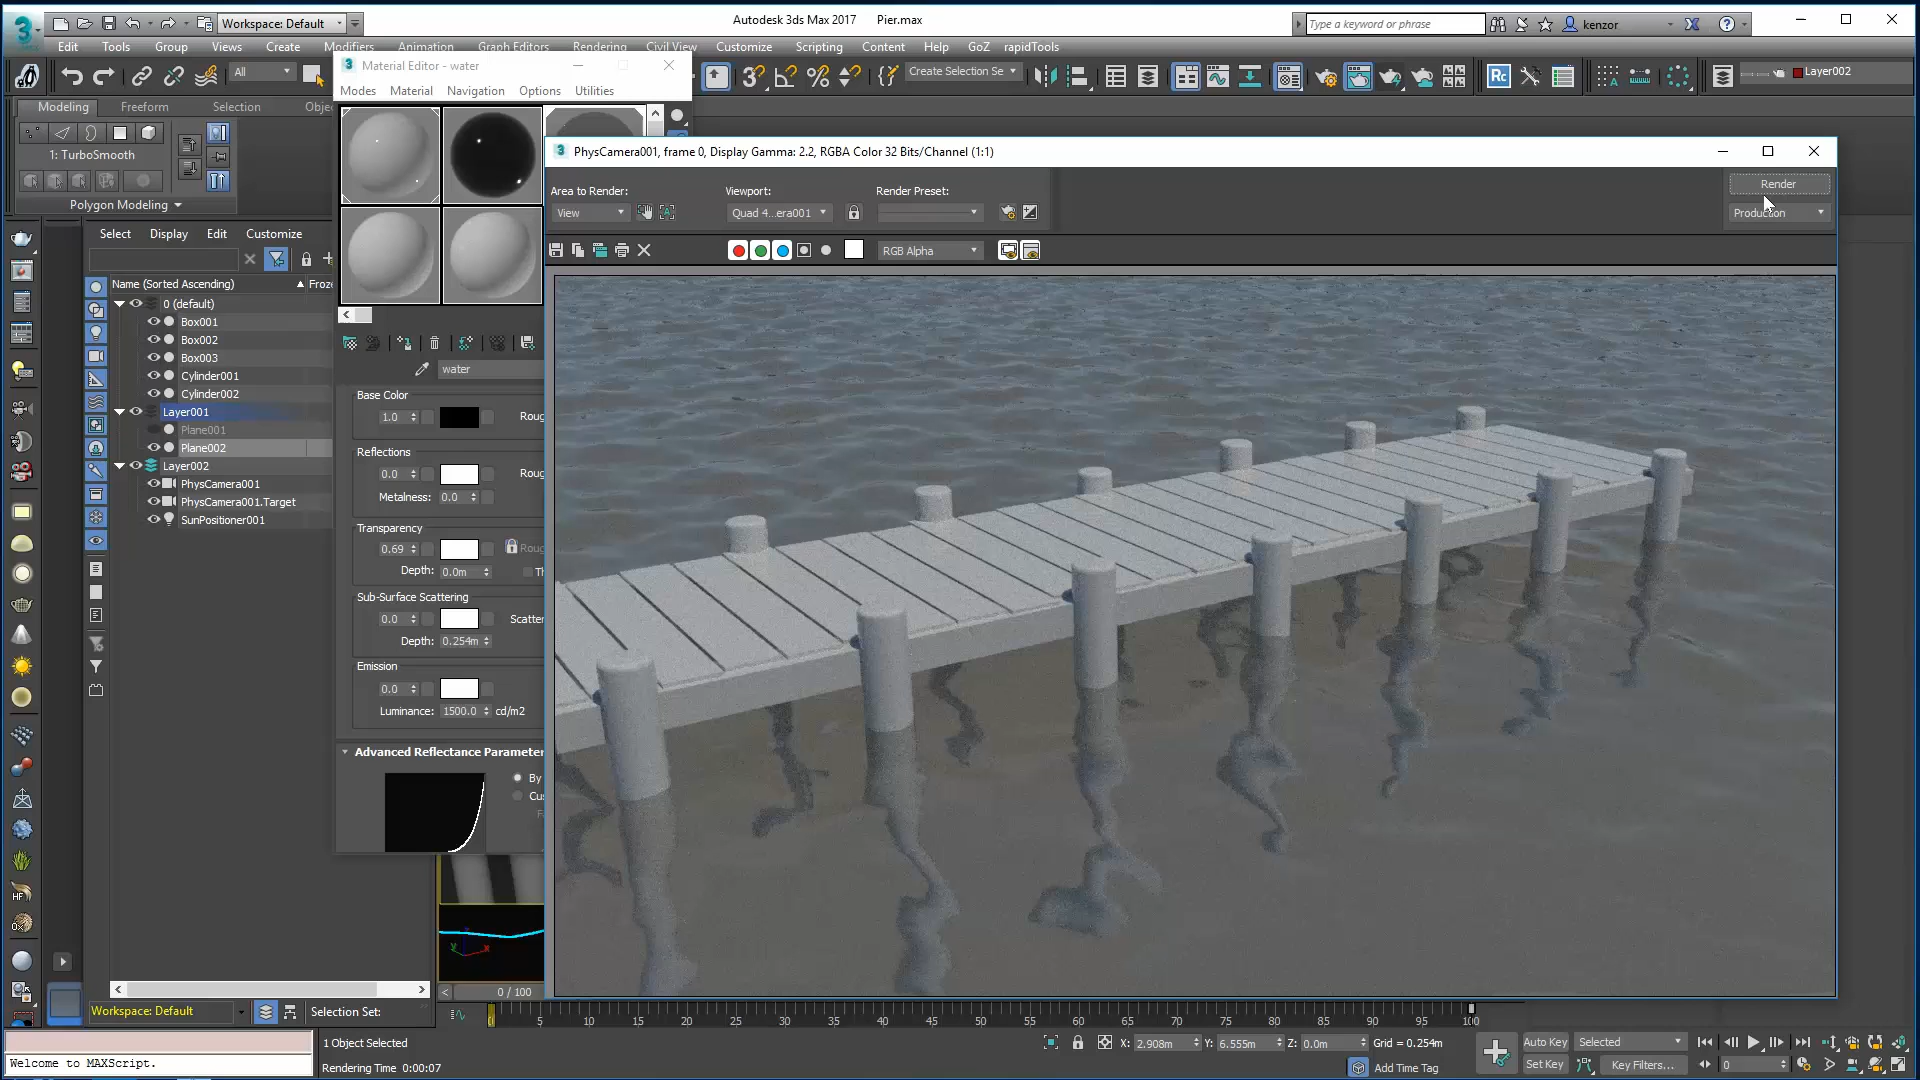 Workspace: Default
Autodesk 3ds Max 2017 Pier.max
Type a keyword or phrase
kenzor
Edit Tools Group Views Create Modifiers Animation Graph Editors Rendering Civil View Customize Scripting Content Help GoZ rapidTools
Material Editor - water
All
Create Selection Se
Rc
Layer002
Modes Material Navigation Options Utilities
Modeling Freeform Selection Obje
1: TurboSmooth
Polygon Modeling
PhysCamera001, frame 0, Display Gamma: 2.2, RGBA Color 32 Bits/Channel (1:1)
Area to Render:
Viewport:
Render Preset:
Render
View
Quad 4...era001
Production
RGB Alpha
Select Display Edit Customize
Name (Sorted Ascending)
Froze
0 (default)
Box001
Box002
Box003
Cylinder001
Cylinder002
Layer001
Plane001
Plane002
Layer002
PhysCamera001
PhysCamera001.Target
SunPositioner001
water
Base Color
1.0
Roug
Reflections
0.0
Roug
Metalness: 0.0
Transparency
0.69
Roug
Depth: 0.0m
Th
Sub-Surface Scattering
0.0
Scatter
Depth: 0.254m
Emission
0.0
Luminance: 1500.0 cd/m2
Advanced Reflectance Parameter
By
Cus
HF
0 / 100
Workspace: Default
Selection Set:
5 10 15 20 25 30 35 40 45 50 55 60 65 70 75 80 85 90 95 100
1 Object Selected
X: 2.908m
Y: 6.555m
Z: 0.0m
Grid = 0.254m
Auto Key
Selected
Welcome to MAXScript.
Rendering Time 0:00:07
Add Time Tag
Set Key
Key Filters...
0